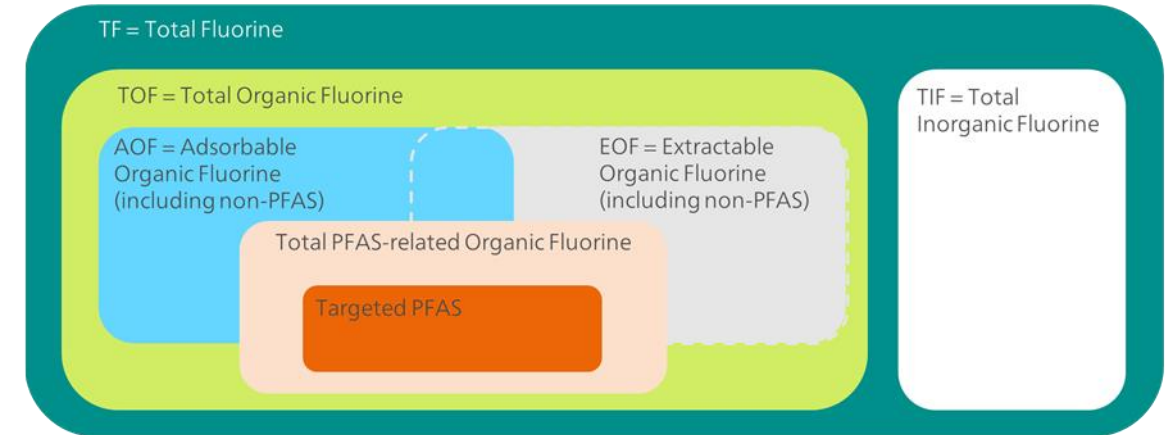 TF = Total Fluorine
TOF = Total Organic Fluorine
TIF = Total
Inorganic Fluorine
AOF = Adsorbable
Organic Fluorine
(including non-PFAS)
EOF = Extractable
Organic Fluorine
(including non-PFAS)
Total PFAS-related Organic Fluorine
Targeted PFAS